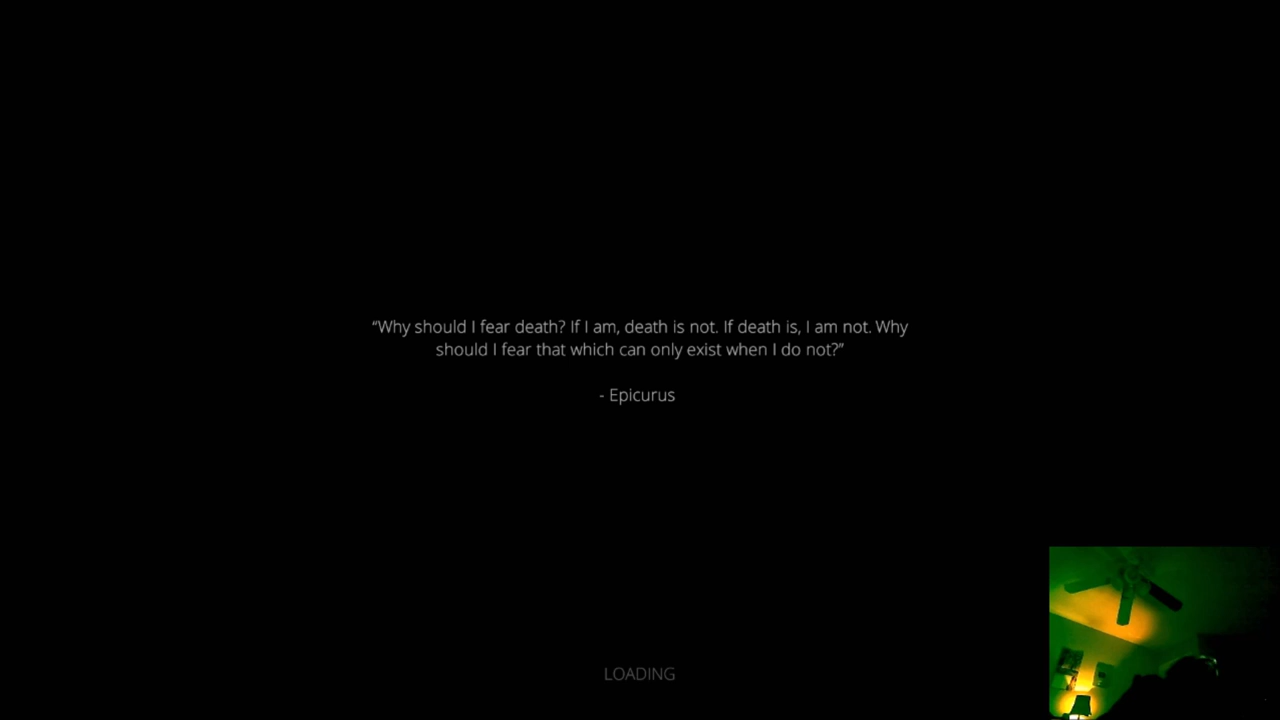 “Why should I fear death? If I am, death is not. If death is, I am not. Why
should I fear that which can only exist when I do not?”
- Epicurus
LOADING